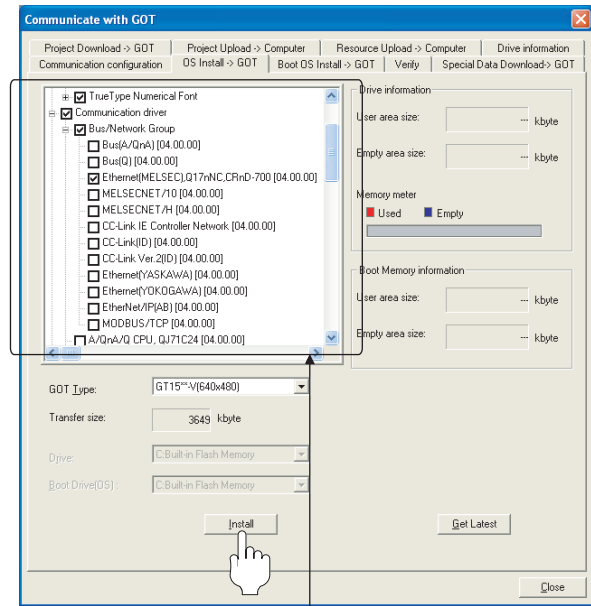 Communicate with GOT
Project Download -> GOT
Project Upload -> Computer
Resource Upload -> Computer
Drive information
Communication configuration
OS Install -> GOT
Boot OS Install -> GOT
Verify
Special Data Download-> GOT
TrueType Numerical Font
Communication driver
Bus/Network Group
Bus(A/QnA) [04.00.00]
Bus(Q) [04.00.00]
Ethernet(MELSEC),Q17nNC,CRnD-700 [04.00.00]
MELSECNET/10 [04.00.00]
MELSECNET/H [04.00.00]
CC-Link IE Controller Network [04.00.00]
CC-Link(ID) [04.00.00]
CC-Link Ver.2(ID) [04.00.00]
Ethernet(YASKAWA) [04.00.00]
Ethernet(YOKOGAWA) [04.00.00]
EtherNet/IP(AB) [04.00.00]
MODBUS/TCP [04.00.00]
A/QnA/Q CPU, QJ71C24 [04.00.00]
Drive information
User area size: --- kbyte
Empty area size: --- kbyte
Memory meter
Used Empty
Boot Memory information
User area size: --- kbyte
Empty area size: --- kbyte
GOT Type: GT15**-V(640x480)
Transfer size: 3649 kbyte
Drive: C:Built-in Flash Memory
Boot Drive(OS) : C:Built-in Flash Memory
Install
Get Latest
Close